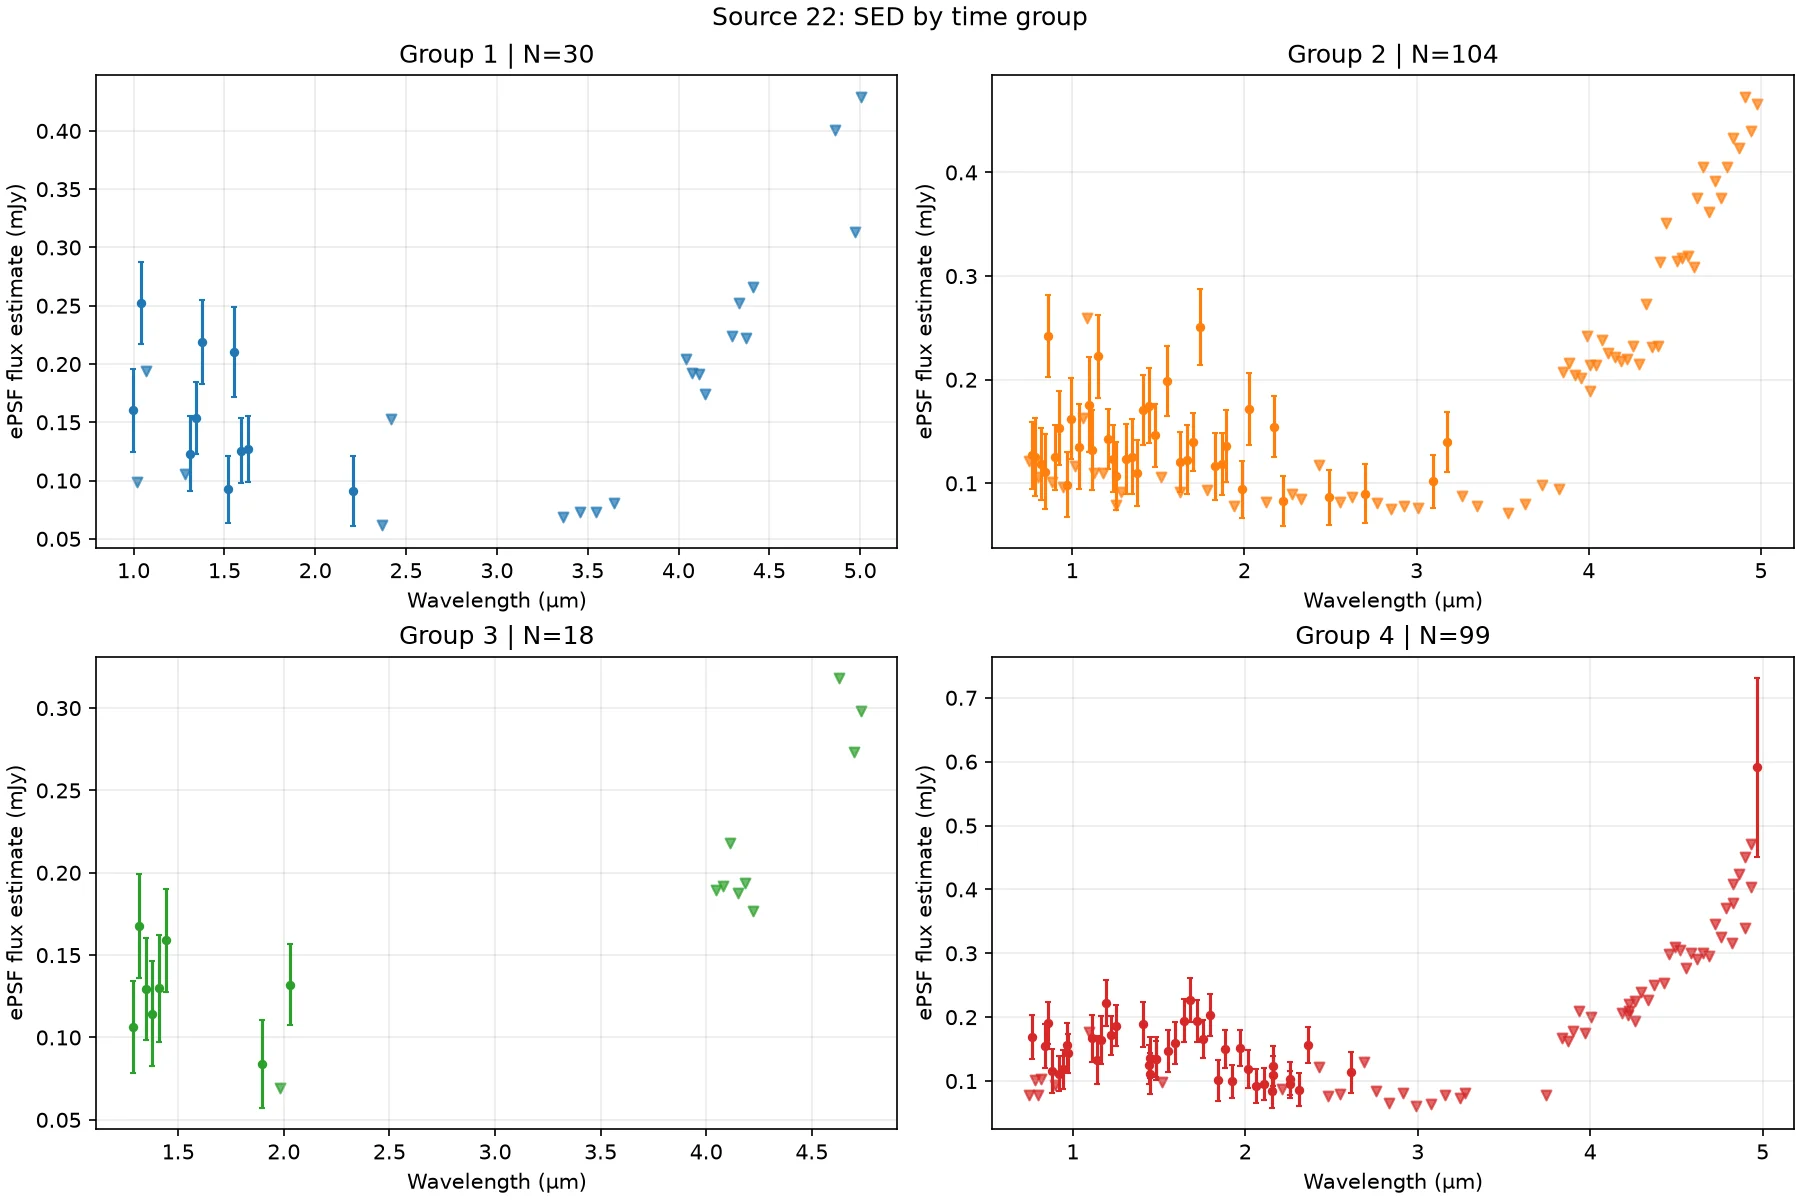 Source 22: SED by time group
Group 1 | N=30
ePSF flux estimate (mJy)
0.40
0.35
0.30
0.25
0.20
0.15
0.10
0.05
1.0 1.5 2.0 2.5 3.0 3.5 4.0 4.5 5.0
Wavelength (μm)
Group 2 | N=104
ePSF flux estimate (mJy)
0.4
0.3
0.2
0.1
1 2 3 4 5
Wavelength (μm)
Group 3 | N=18
ePSF flux estimate (mJy)
0.30
0.25
0.20
0.15
0.10
0.05
1.5 2.0 2.5 3.0 3.5 4.0 4.5
Wavelength (μm)
Group 4 | N=99
ePSF flux estimate (mJy)
0.7
0.6
0.5
0.4
0.3
0.2
0.1
1 2 3 4 5
Wavelength (μm)